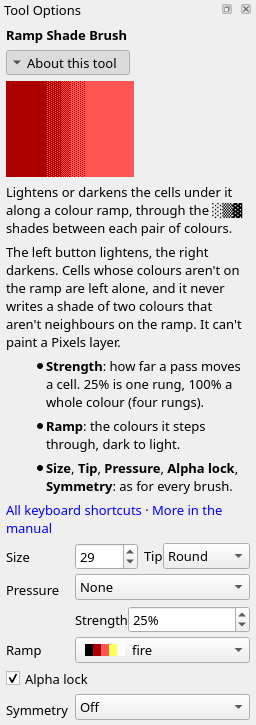 Tool Options
Ramp Shade Brush
About this tool
Lightens or darkens the cells under it
along a colour ramp, through the ░▒▓
shades between each pair of colours.
The left button lightens, the right
darkens. Cells whose colours aren't on
the ramp are left alone, and it never
writes a shade of two colours that
aren't neighbours on the ramp. It can't
paint a Pixels layer.
●Strength: how far a pass moves
a cell. 25% is one rung, 100% a
whole colour (four rungs).
●Ramp: the colours it steps
through, dark to light.
●Size, Tip, Pressure, Alpha lock,
Symmetry: as for every brush.
All keyboard shortcuts · More in the
manual
Size 29 Tip Round
Pressure None
Strength 25%
Ramp fire
Alpha lock
Symmetry Off